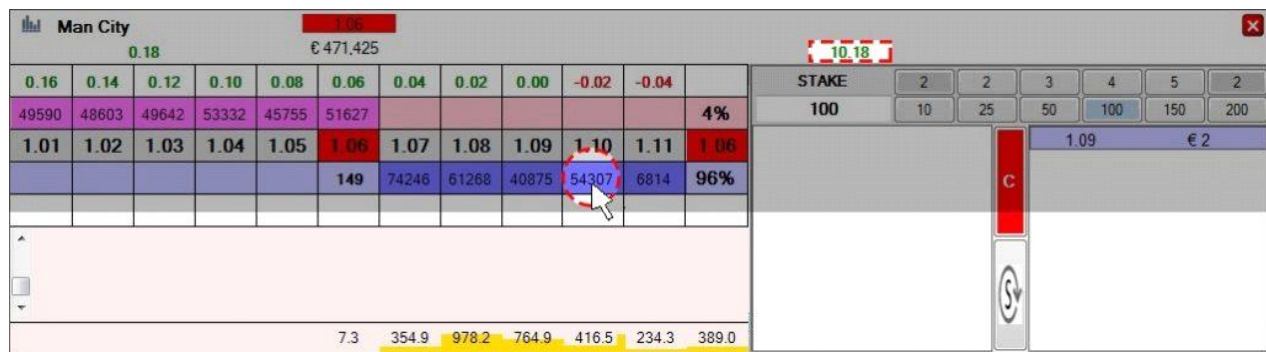 Man City 1.06
0.18 € 471,425 10.18
0.16 0.14 0.12 0.10 0.08 0.06 0.04 0.02 0.00 -0.02 -0.04 STAKE 2 2 3 4 5 2
49590 48603 49642 53332 45755 51627 4% 100 10 25 50 100 150 200
1.01 1.02 1.03 1.04 1.05 1.06 1.07 1.08 1.09 1.10 1.11 1.06 1.09 € 2
149 74246 61268 40875 54307 6814 96% C
S
7.3 354.9 978.2 764.9 416.5 234.3 389.0